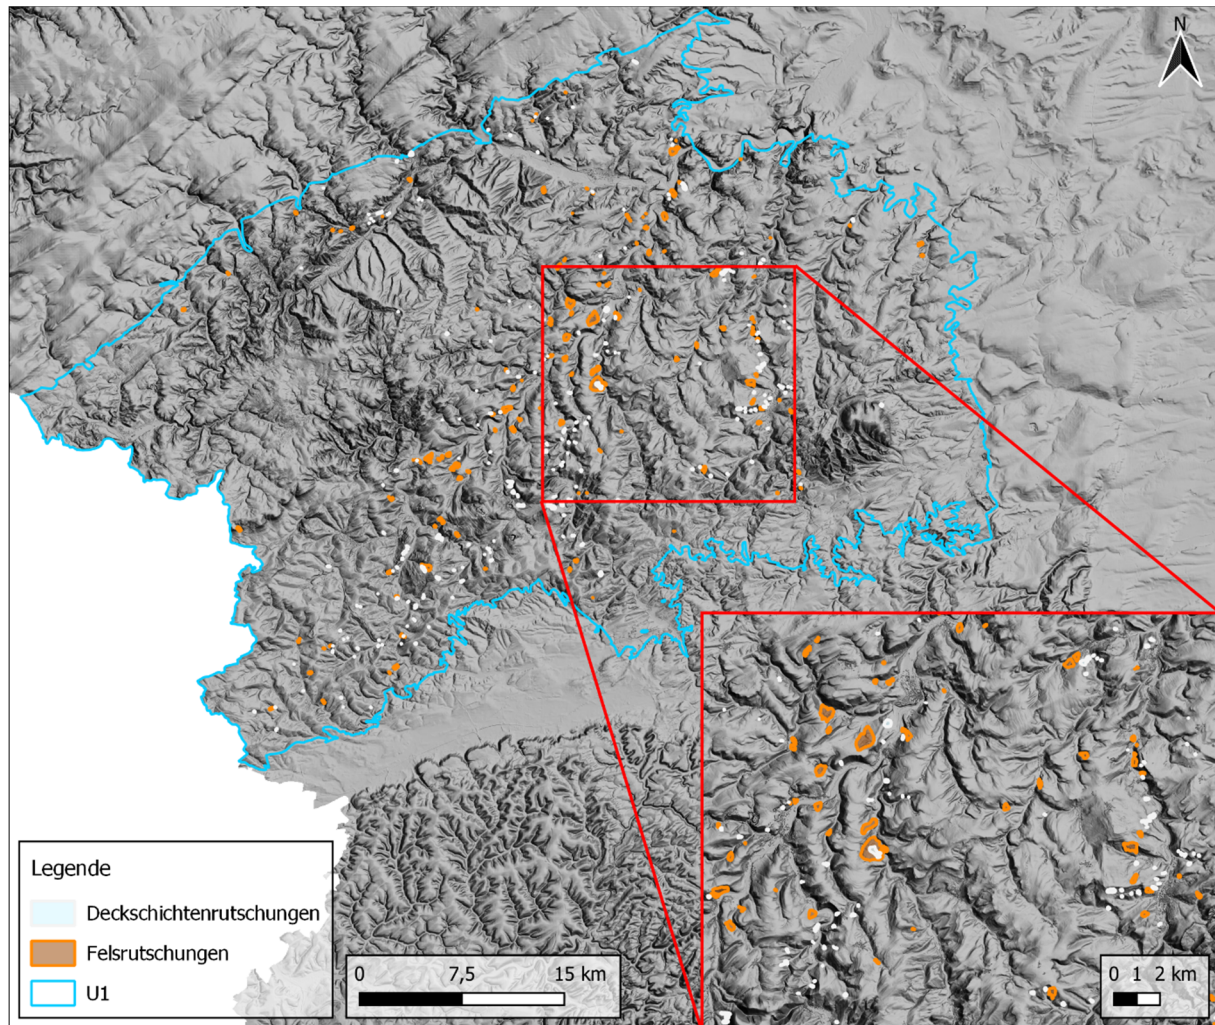 N
Legende
Deckschichtenrutschungen
Felsrutschungen
U1
0 7,5 15 km
0 1 2 km